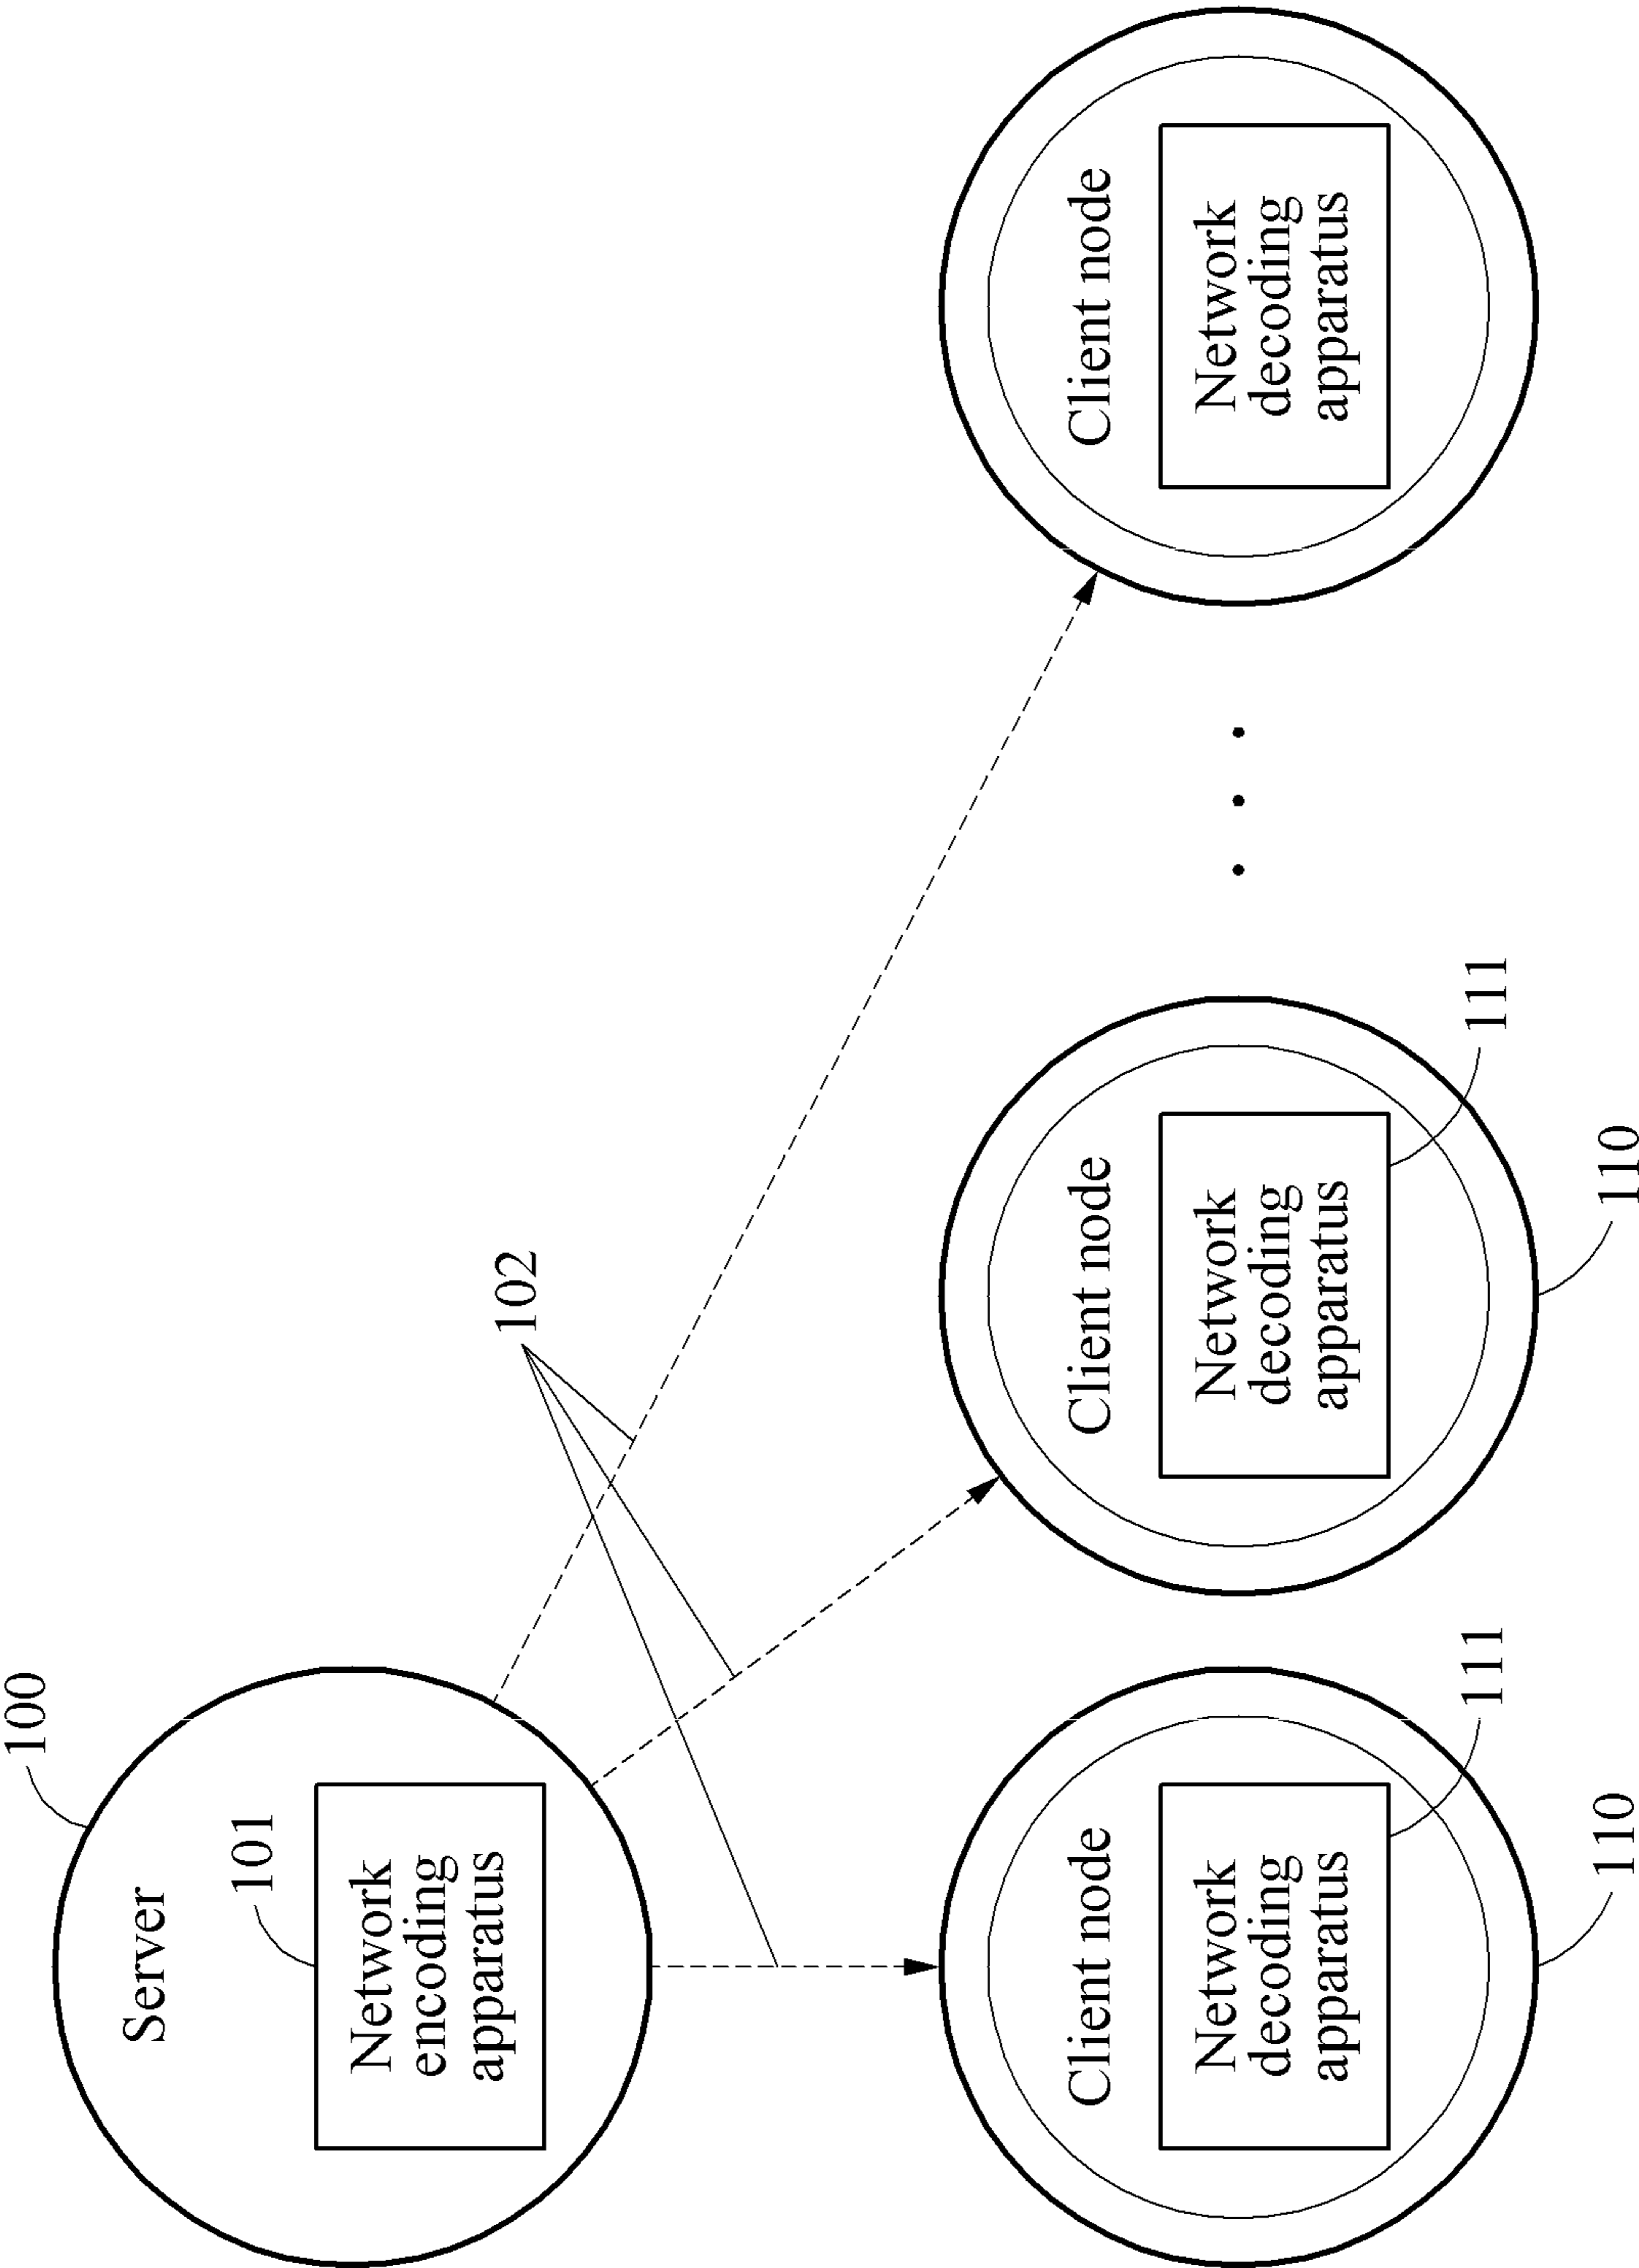 100
Server
101
Network
encoding
apparatus
102
Client node
Network
decoding
apparatus
111
110
Client node
Network
decoding
apparatus
111
110
Client node
Network
decoding
apparatus